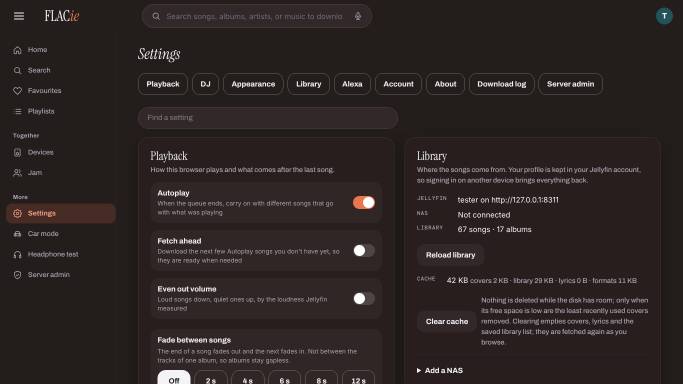 FLACie
Search songs, albums, artists, or music to downlo
T
Home
Search
Favourites
Playlists
Together
Devices
Jam
More
Settings
Car mode
Headphone test
Server admin
Settings
Playback
DJ
Appearance
Library
Alexa
Account
About
Download log
Server admin
Find a setting
Playback
How this browser plays and what comes after the last song.
Autoplay
When the queue ends, carry on with different songs that go
with what was playing
Fetch ahead
Download the next few Autoplay songs you don't have yet, so
they are ready when needed
Even out volume
Loud songs down, quiet ones up, by the loudness Jellyfin
measured
Fade between songs
The end of a song fades out and the next fades in. Not between the
tracks of one album, so albums stay gapless.
Off
2 s
4 s
6 s
8 s
12 s
Library
Where the songs come from. Your profile is kept in your Jellyfin account,
so signing in on another device brings everything back.
JELLYFIN tester on http://127.0.0.1:8311
NAS Not connected
LIBRARY 67 songs · 17 albums
Reload library
CACHE 42 KB covers 2 KB · library 29 KB · lyrics 0 B · formats 11 KB
Clear cache
Nothing is deleted while the disk has room; only when
its free space is low are the least recently used covers
removed. Clearing empties covers, lyrics and the
saved library list; they are fetched again as you
browse.
Add a NAS